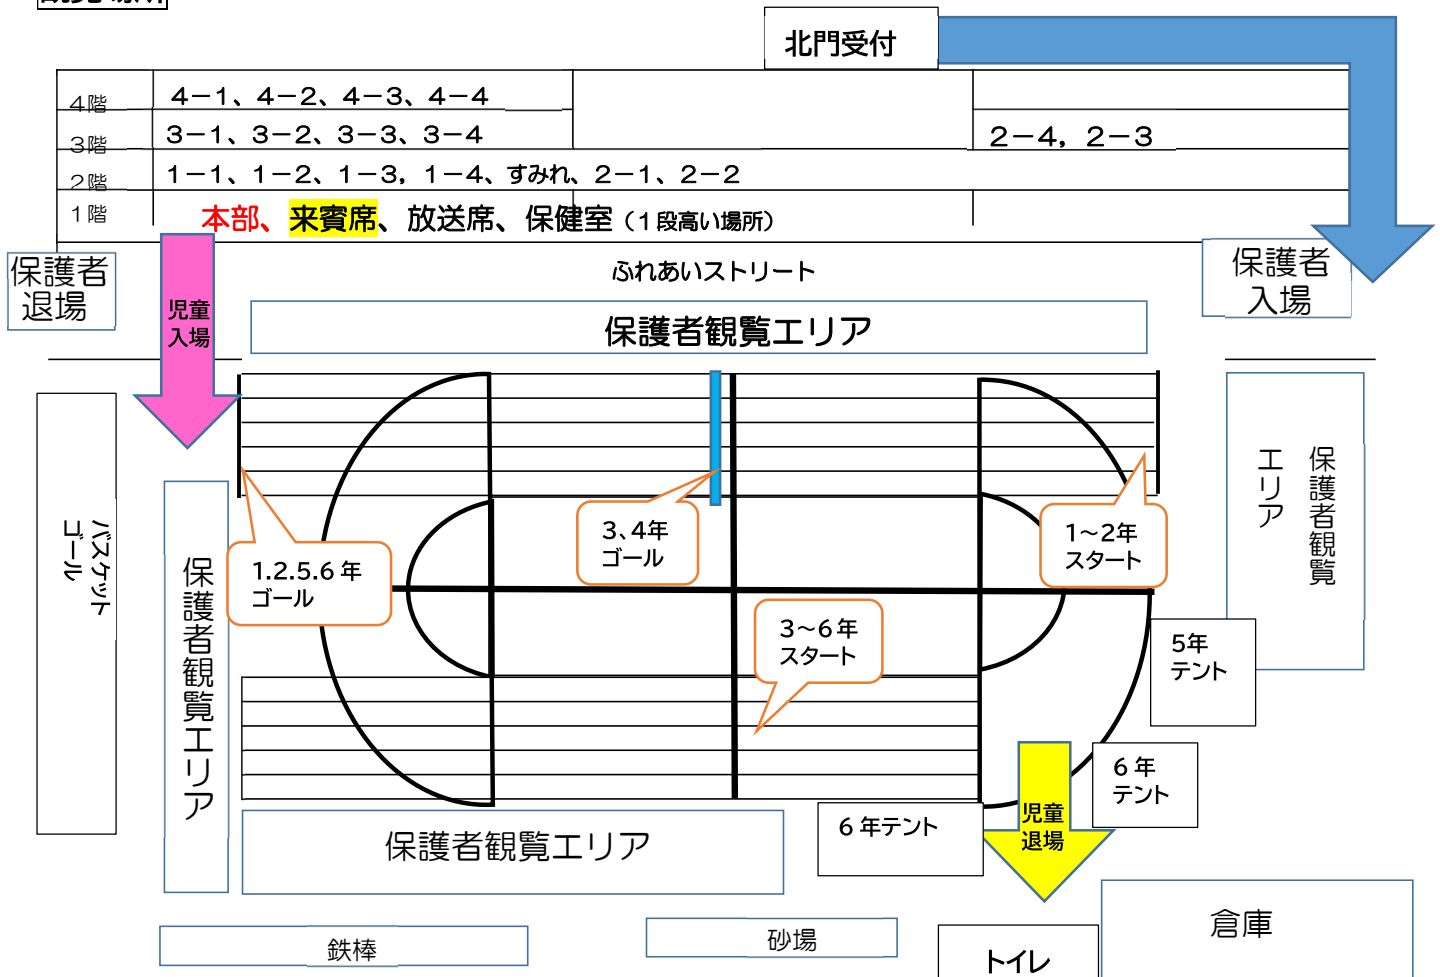 北門受付
4階
4－1、4－2、4－3、4－4
3階
3－1、3－2、3－3、3－4
2－4，2－3
2階
1－1、1－2、1－3，1－4、すみれ、2－1、2－2
1階
本部、来賓席、放送席、保健室（1段高い場所）
保護者
退場
児童
入場
ふれあいストリート
保護者
入場
保護者観覧エリア
バスケット
ゴール
保護者観覧エリア
1.2.5.6年
ゴール
3、4年
ゴール
1～2年
スタート
保護者観覧
エリア
3～6年
スタート
5年
テント
6年
テント
6年テント
児童
退場
保護者観覧エリア
鉄棒
砂場
トイレ
倉庫